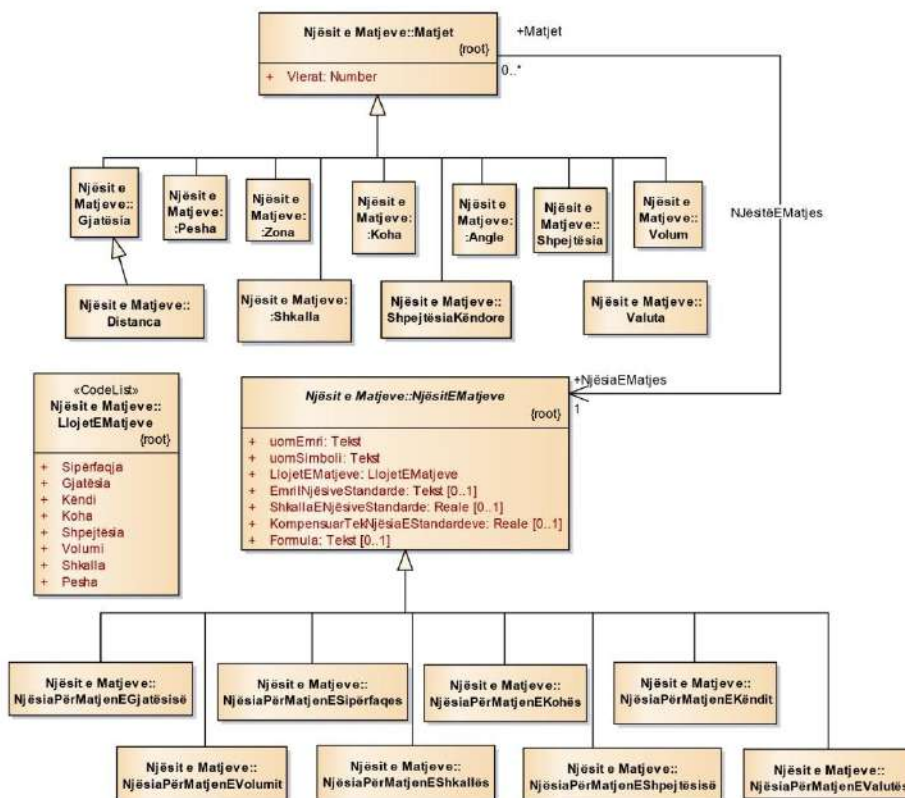 Njësit e Matjeve::Matjet
{root}
+ Vlerat: Number
+Matjet
0..*
NJësitëEMatjes
Njësit e
Matjeve::
Gjatësia
Njësit e
Matjeve:
:Pesha
Njësit e
Matjeve:
:Zona
Njësit e
Matjeve:
:Koha
Njësit e
Matjeve:
:Angle
Njësit e
Matjeve::
Shpejtësia
Njësit e
Matjeve::
Volum
Njësit e Matjeve::
Distanca
Njësit e Matjeve:
:Shkalla
Njësit e Matjeve::
ShpejtësiaKëndore
Njësit e Matjeve::
Valuta
«CodeList»
Njësit e Matjeve::
LlojetEMatjeve
{root}
+ Sipërfaqja
+ Gjatësia
+ Këndi
+ Koha
+ Shpejtësia
+ Volumi
+ Shkalla
+ Pesha
+NjësiaEMatjes
1
Njësit e Matjeve::NjësitEMatjeve
{root}
+ uomEmri: Tekst
+ uomSimboli: Tekst
+ LlojetEMatjeve: LlojetEMatjeve
+ EmriINjësiveStandarde: Tekst [0..1]
+ ShkallaENjësiveStandarde: Reale [0..1]
+ KompensuarTekNjësiaEStandardeve: Reale [0..1]
+ Formula: Tekst [0..1]
Njësit e Matjeve::
NjësiaPërMatjenEGjatësisë
Njësit e Matjeve::
NjësiaPërMatjenESipërfaqes
Njësit e Matjeve::
NjësiaPërMatjenEKohës
Njësit e Matjeve::
NjësiaPërMatjenEKëndit
Njësit e Matjeve::
NjësiaPërMatjenEVolumit
Njësit e Matjeve::
NjësiaPërMatjenEShkallës
Njësit e Matjeve::
NjësiaPërMatjenEShpejtësisë
Njësit e Matjeve::
NjësiaPërMatjenEValutës